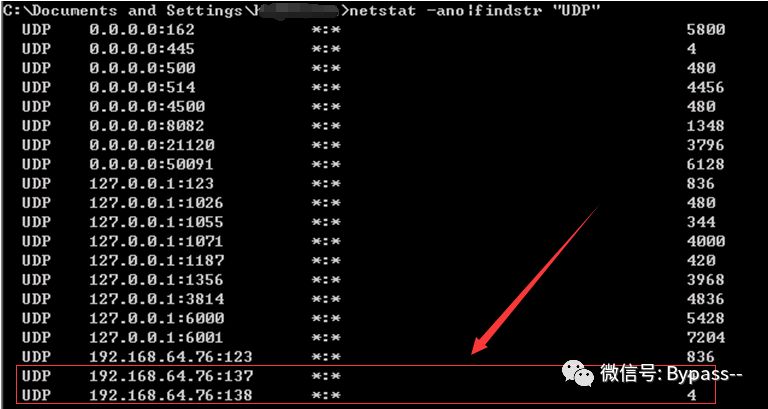 C:\Documents and Settings\>netstat -ano|findstr "UDP"
UDP 0.0.0.0:162 *:* 5800
UDP 0.0.0.0:445 *:* 4
UDP 0.0.0.0:500 *:* 480
UDP 0.0.0.0:514 *:* 4456
UDP 0.0.0.0:4500 *:* 480
UDP 0.0.0.0:8082 *:* 1348
UDP 0.0.0.0:21120 *:* 3796
UDP 0.0.0.0:50091 *:* 6128
UDP 127.0.0.1:123 *:* 836
UDP 127.0.0.1:1026 *:* 480
UDP 127.0.0.1:1055 *:* 344
UDP 127.0.0.1:1071 *:* 4000
UDP 127.0.0.1:1187 *:* 420
UDP 127.0.0.1:1356 *:* 3968
UDP 127.0.0.1:3814 *:* 4836
UDP 127.0.0.1:6000 *:* 5428
UDP 127.0.0.1:6001 *:* 7204
UDP 192.168.64.76:123 *:* 836
UDP 192.168.64.76:137 *:*
UDP 192.168.64.76:138 *:* 4
微信号: Bypass--